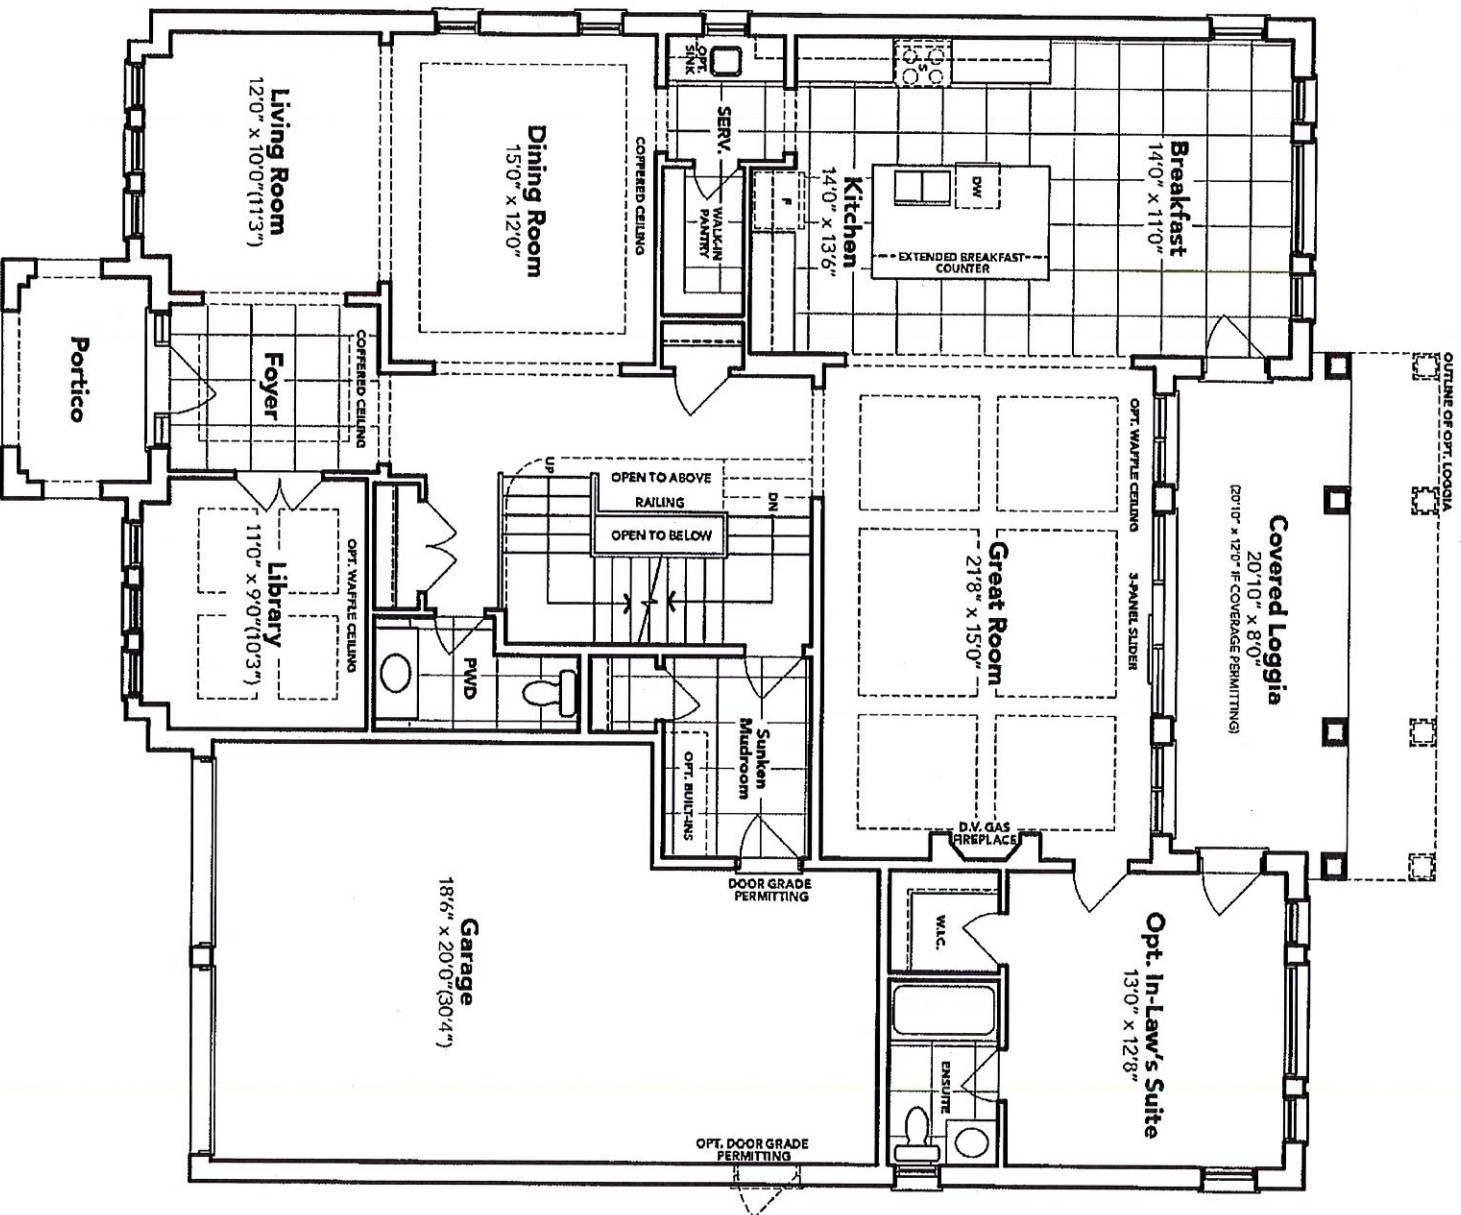 OUTLINE OF OPT. LOGGIA
Covered Loggia
20'10" x 8'0"
(20'10" x 12'0" IF COVERAGE PERMITTING)
Breakfast
14'0" x 11'0"
Opt. In-Law's Suite
13'0" x 12'8"
OPT. WAFFLE CEILING
3-PANEL SLIDER
Great Room
21'8" x 15'0"
D.V. GAS
FIREPLACE
DW
EXTENDED BREAKFAST
COUNTER
S
Kitchen
14'0" x 13'6"
F
W.I.C.
ENSUITE
OPT.
SINK
SERV.
WALK-IN
PANTRY
DN
UP
OPEN TO ABOVE
RAILING
OPEN TO BELOW
Sunken
Mudroom
OPT. BUILT-INS
DOOR GRADE
PERMITTING
OPT. DOOR GRADE
PERMITTING
COFFERED CEILING
Dining Room
15'0" x 12'0"
PWD
Garage
18'6" x 20'0"(30'4")
COFFERED CEILING
Foyer
OPT. WAFFLE CEILING
Library
11'0" x 9'0"(10'3")
Living Room
12'0" x 10'0"(11'3")
Portico